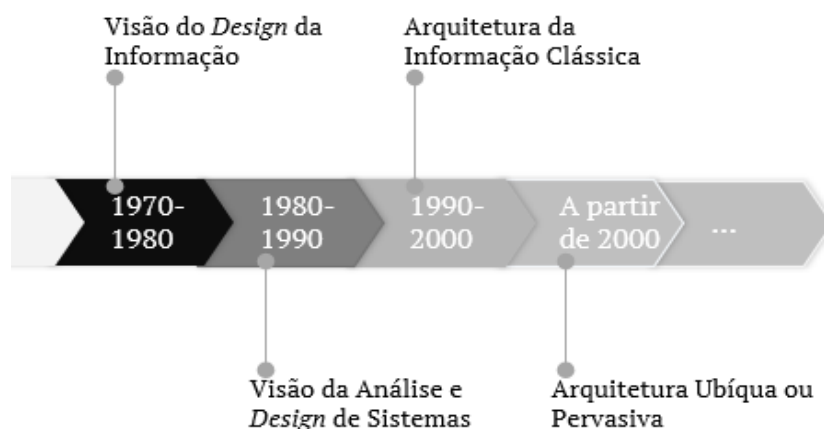 Visão do Design da
Informação
Arquitetura da
Informação Clássica
1970-
1980
1980-
1990
1990-
2000
A partir
de 2000
...
Visão da Análise e
Design de Sistemas
Arquitetura Ubíqua ou
Pervasiva